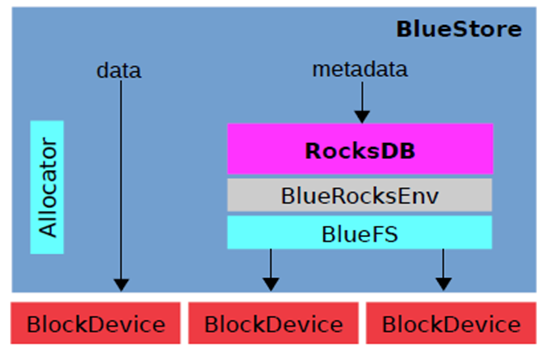 BlueStore
data
metadata
Allocator
RocksDB
BlueRocksEnv
BlueFS
BlockDevice
BlockDevice
BlockDevice